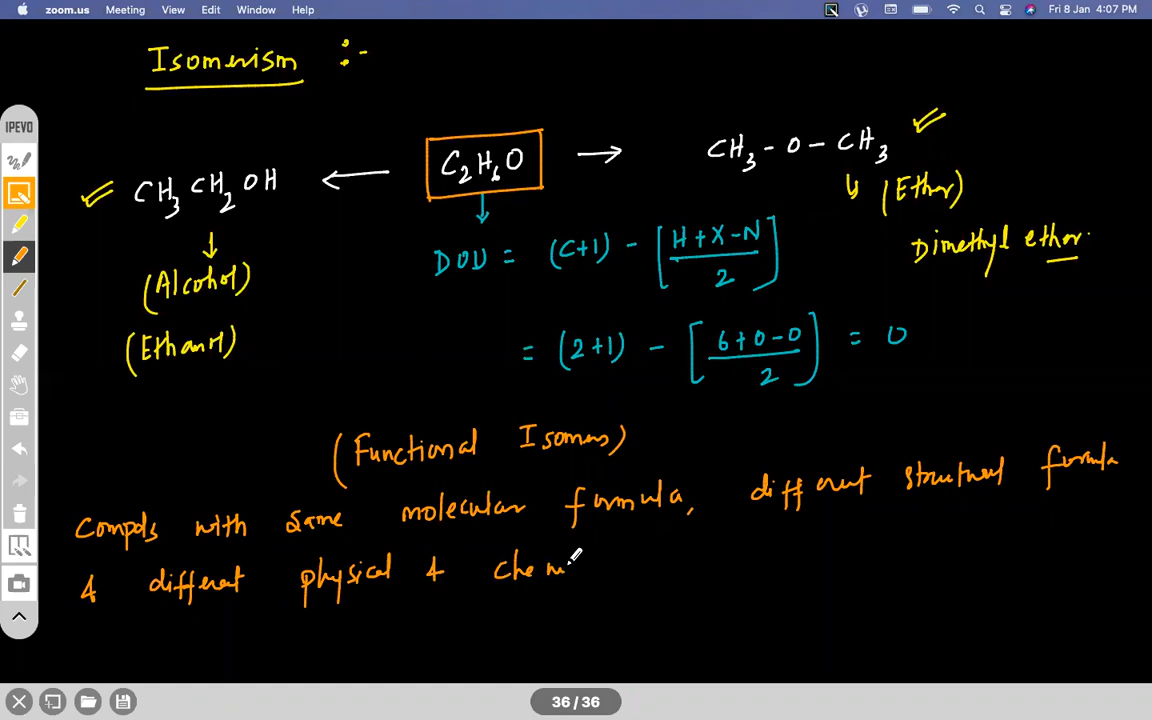 zoom.us Meeting View Edit Window Help Fri 8 Jan 4:07 PM
Isomerism :-
IPEVO
CH3CH2OH ← C2H6O → CH3-O-CH3
(Ether)
Dimethyl ether.
(Alcohol)
(Ethanol)
DOU = (C+1) - [H+X-N/2]
= (2+1) - [6+0-0/2] = 0
(Functional Isomers)
Compds with same molecular formula, different structural formula
& different physical & chem
36/36